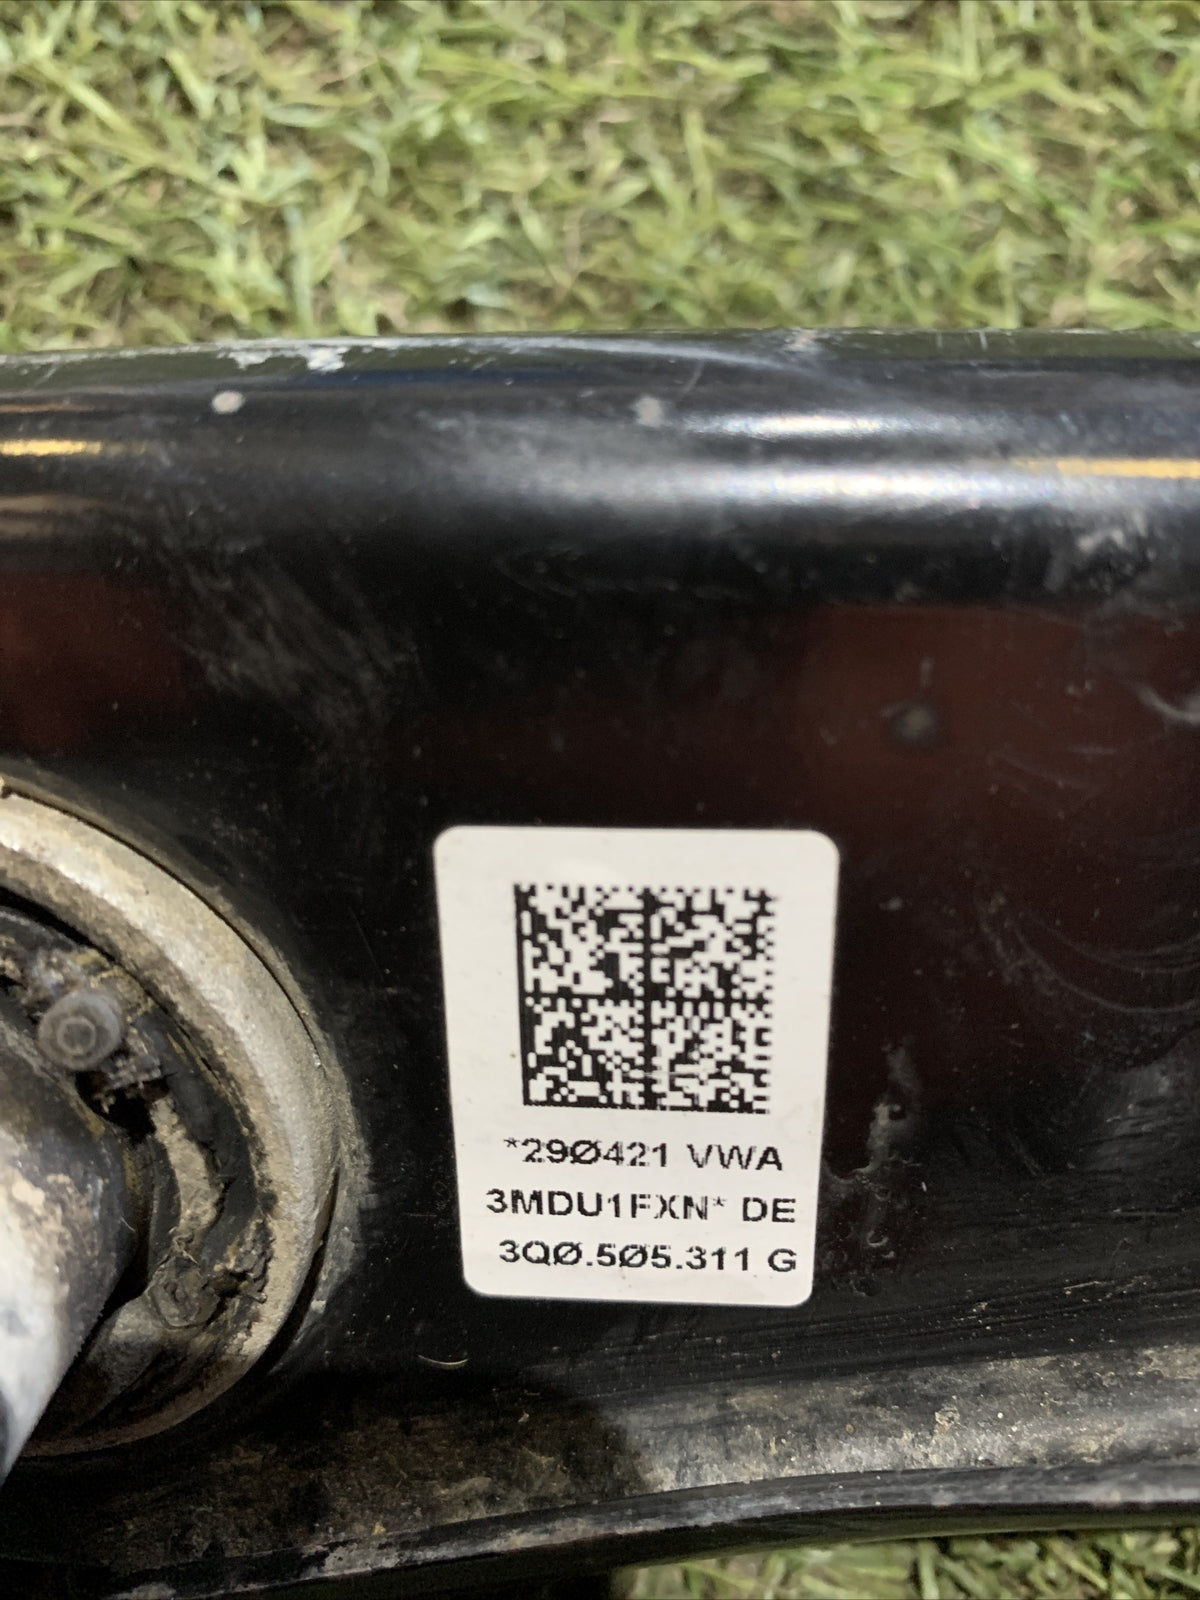 *29Ø421 VWA
3MDU1FXN* DE
3QØ.5Ø5.311 G